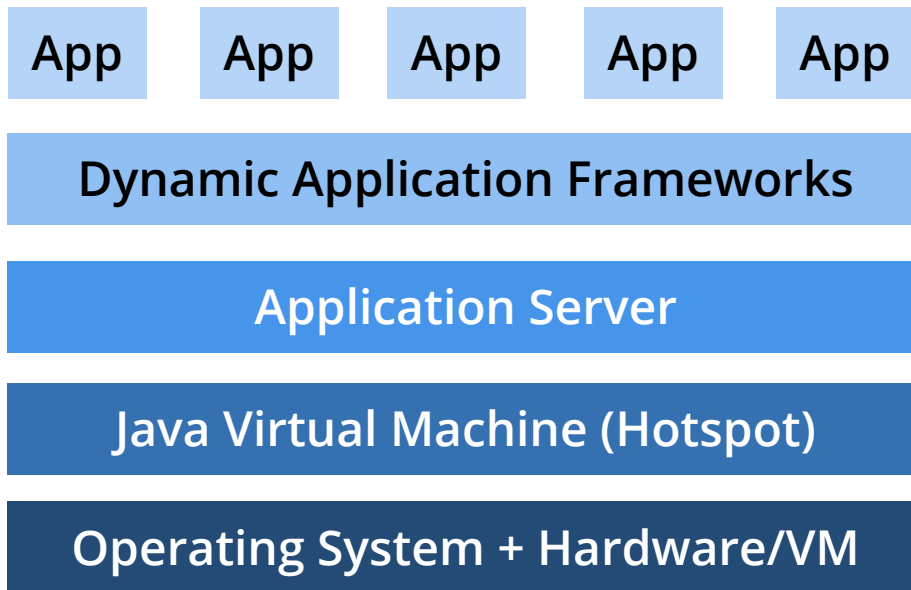 App App App App App
Dynamic Application Frameworks
Application Server
Java Virtual Machine (Hotspot)
Operating System + Hardware/VM